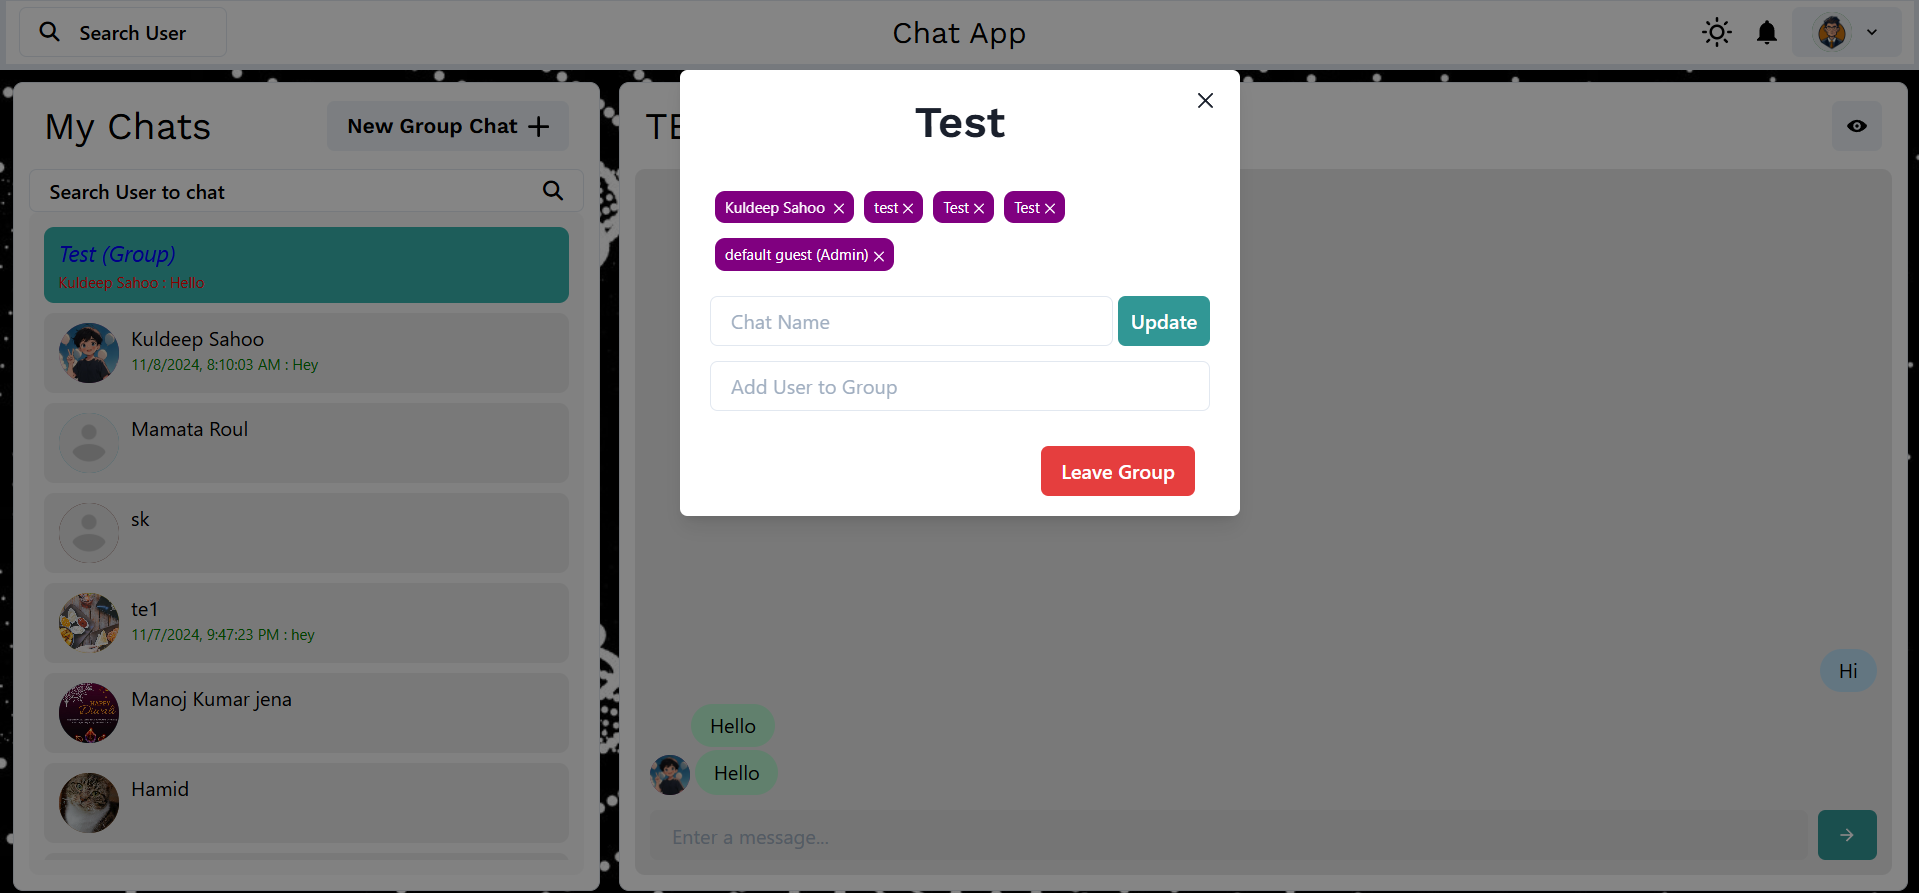 Search User
Chat App
My Chats
New Group Chat
Search User to chat
Test (Group)
Kuldeep Sahoo : Hello
Kuldeep Sahoo
11/8/2024, 8:10:03 AM : Hey
Mamata Roul
sk
te1
11/7/2024, 9:47:23 PM : hey
Manoj Kumar jena
Hamid
Test
Kuldeep Sahoo
test
Test
Test
default guest (Admin)
Chat Name
Update
Add User to Group
Leave Group
Hi
Hello
Hello
Enter a message...